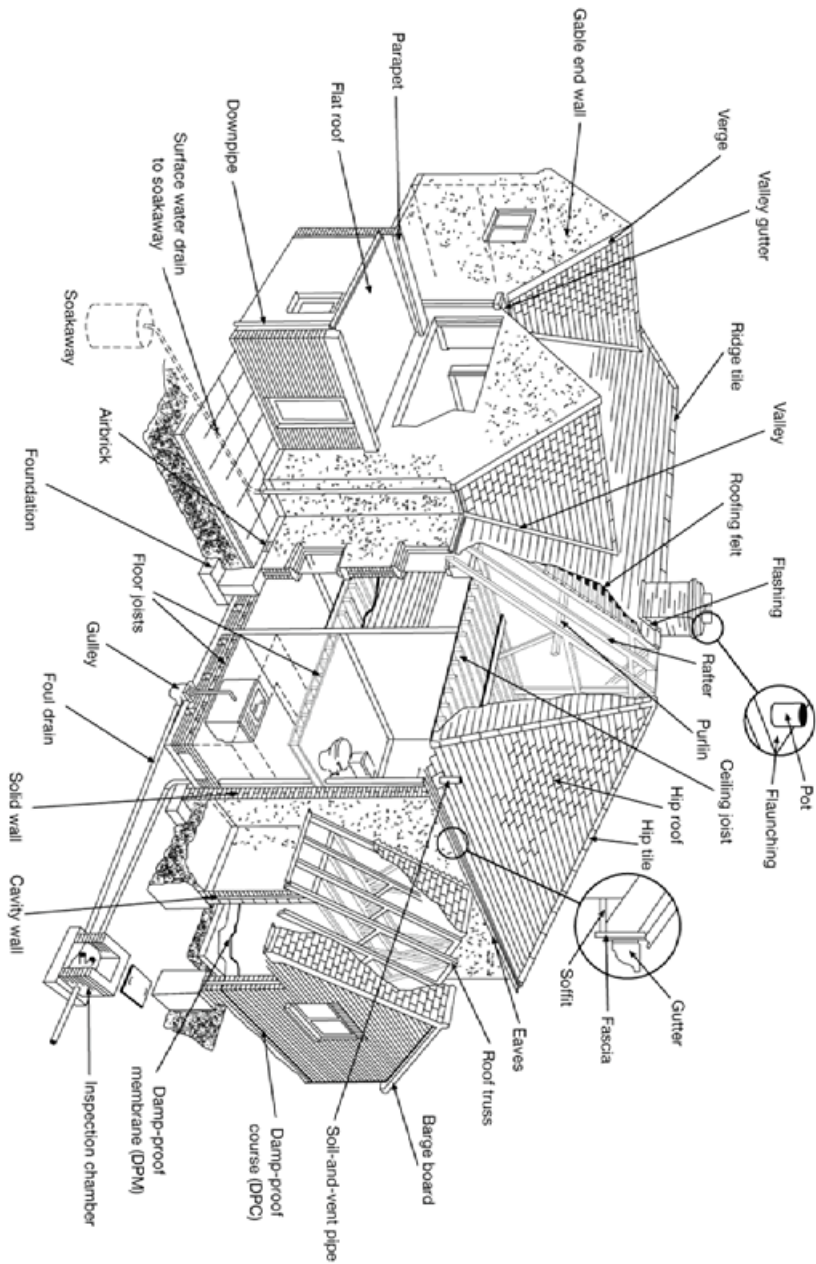 Gable end wall
Verge
Valley gutter
Ridge tile
Valley
Roofing felt
Flashing
Rafter
Purlin
Ceiling joist
Hip roof
Hip tile
Pot
Flaunching
Parapet
Flat roof
Downpipe
Surface water drain
to soakaway
Soakaway
Airbrick
Foundation
Floor joists
Gulley
Foul drain
Solid wall
Cavity wall
Inspection chamber
Damp-proof
membrane (DPM)
Damp-proof
course (DPC)
Soil-and-vent pipe
Barge board
Roof truss
Eaves
Soffit
Fascia
Gutter